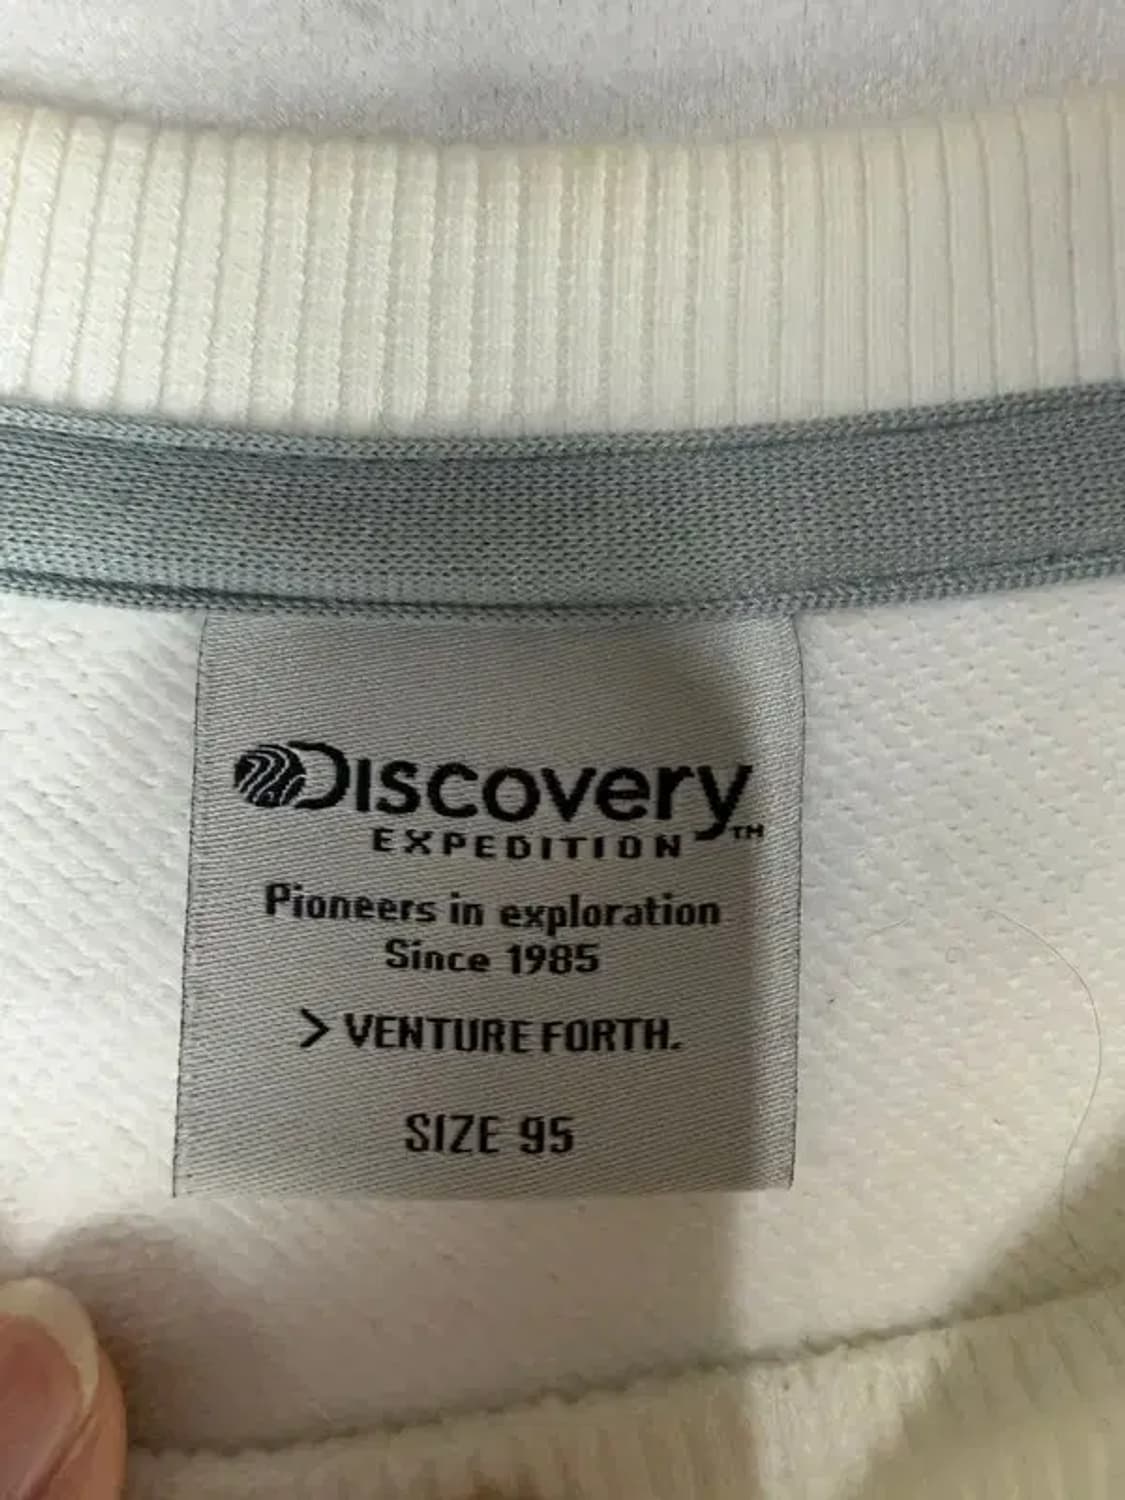 Discovery
EXPEDITION™
Pioneers in exploration
Since 1985
> VENTURE FORTH.
SIZE 95